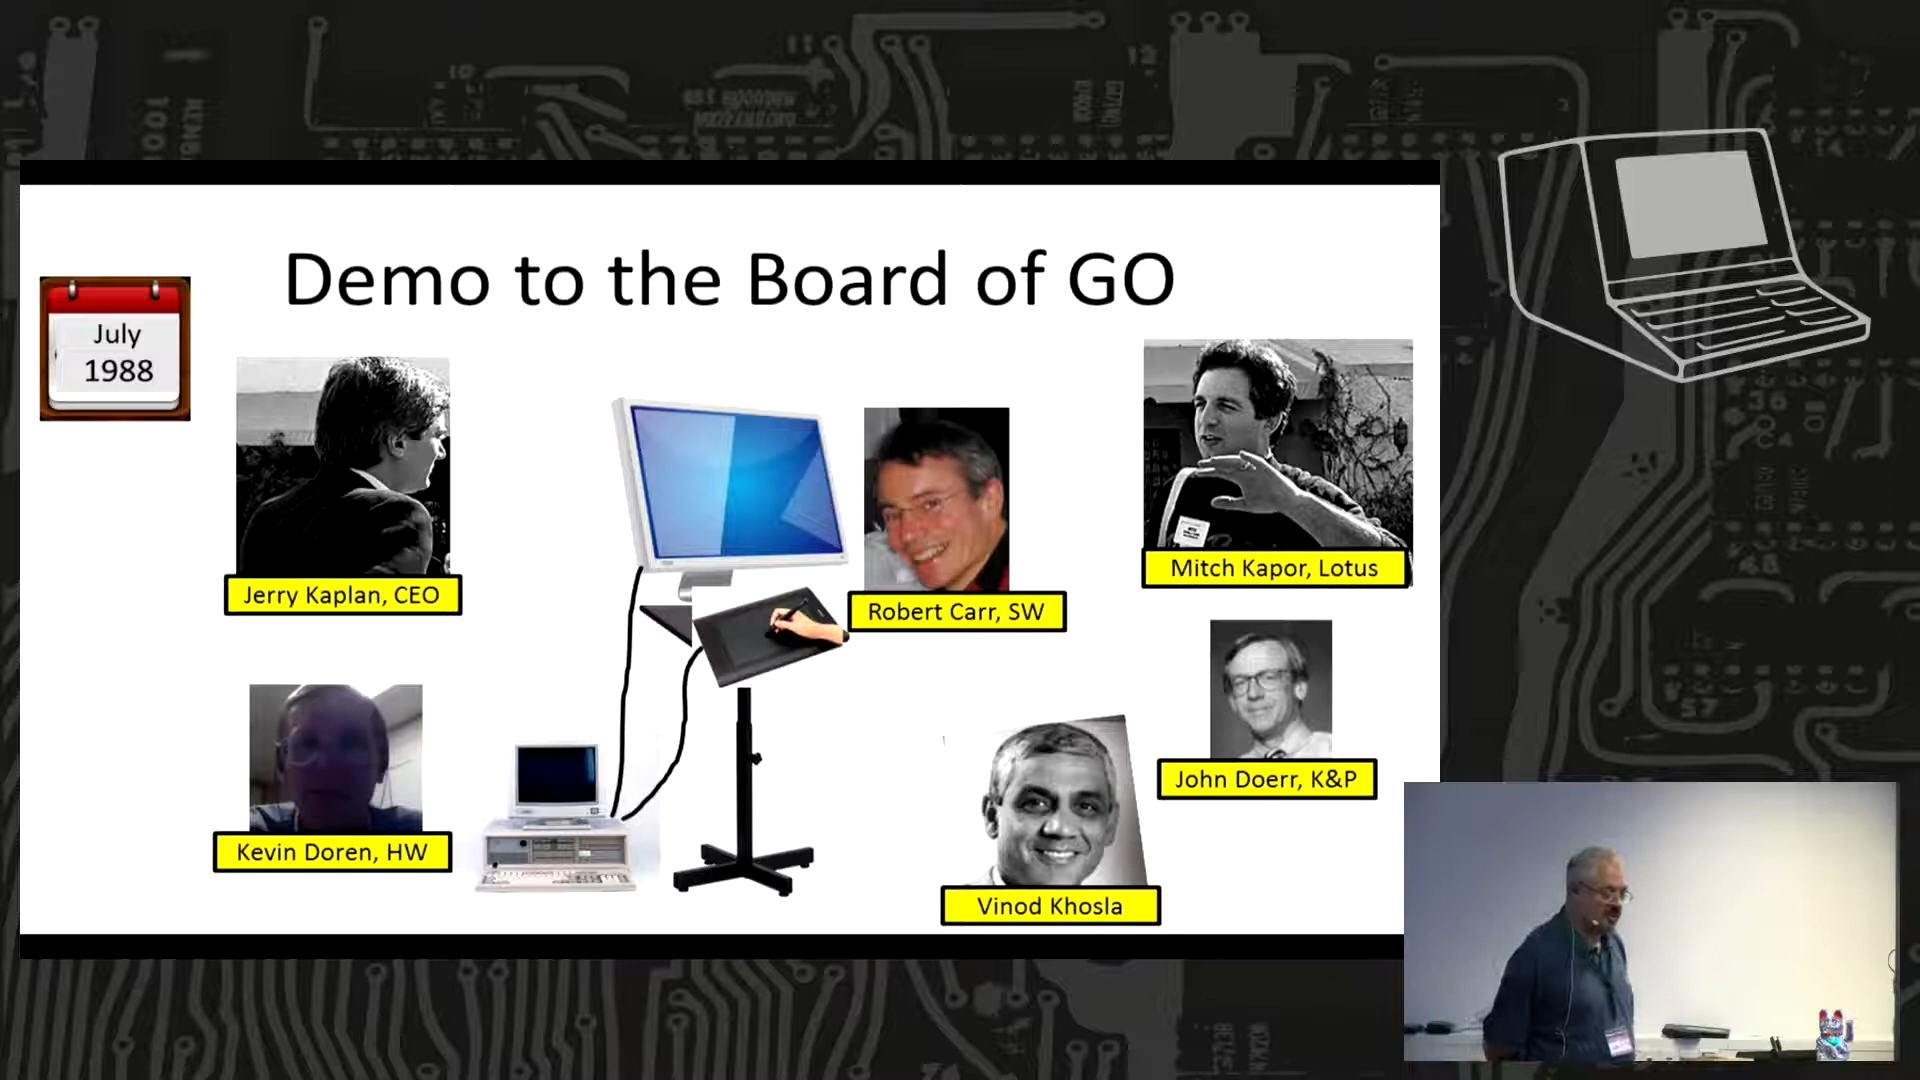 Demo to the Board of GO
July
1988
Jerry Kaplan, CEO
Robert Carr, SW
Mitch Kapor, Lotus
John Doerr, K&P
Kevin Doren, HW
Vinod Khosla